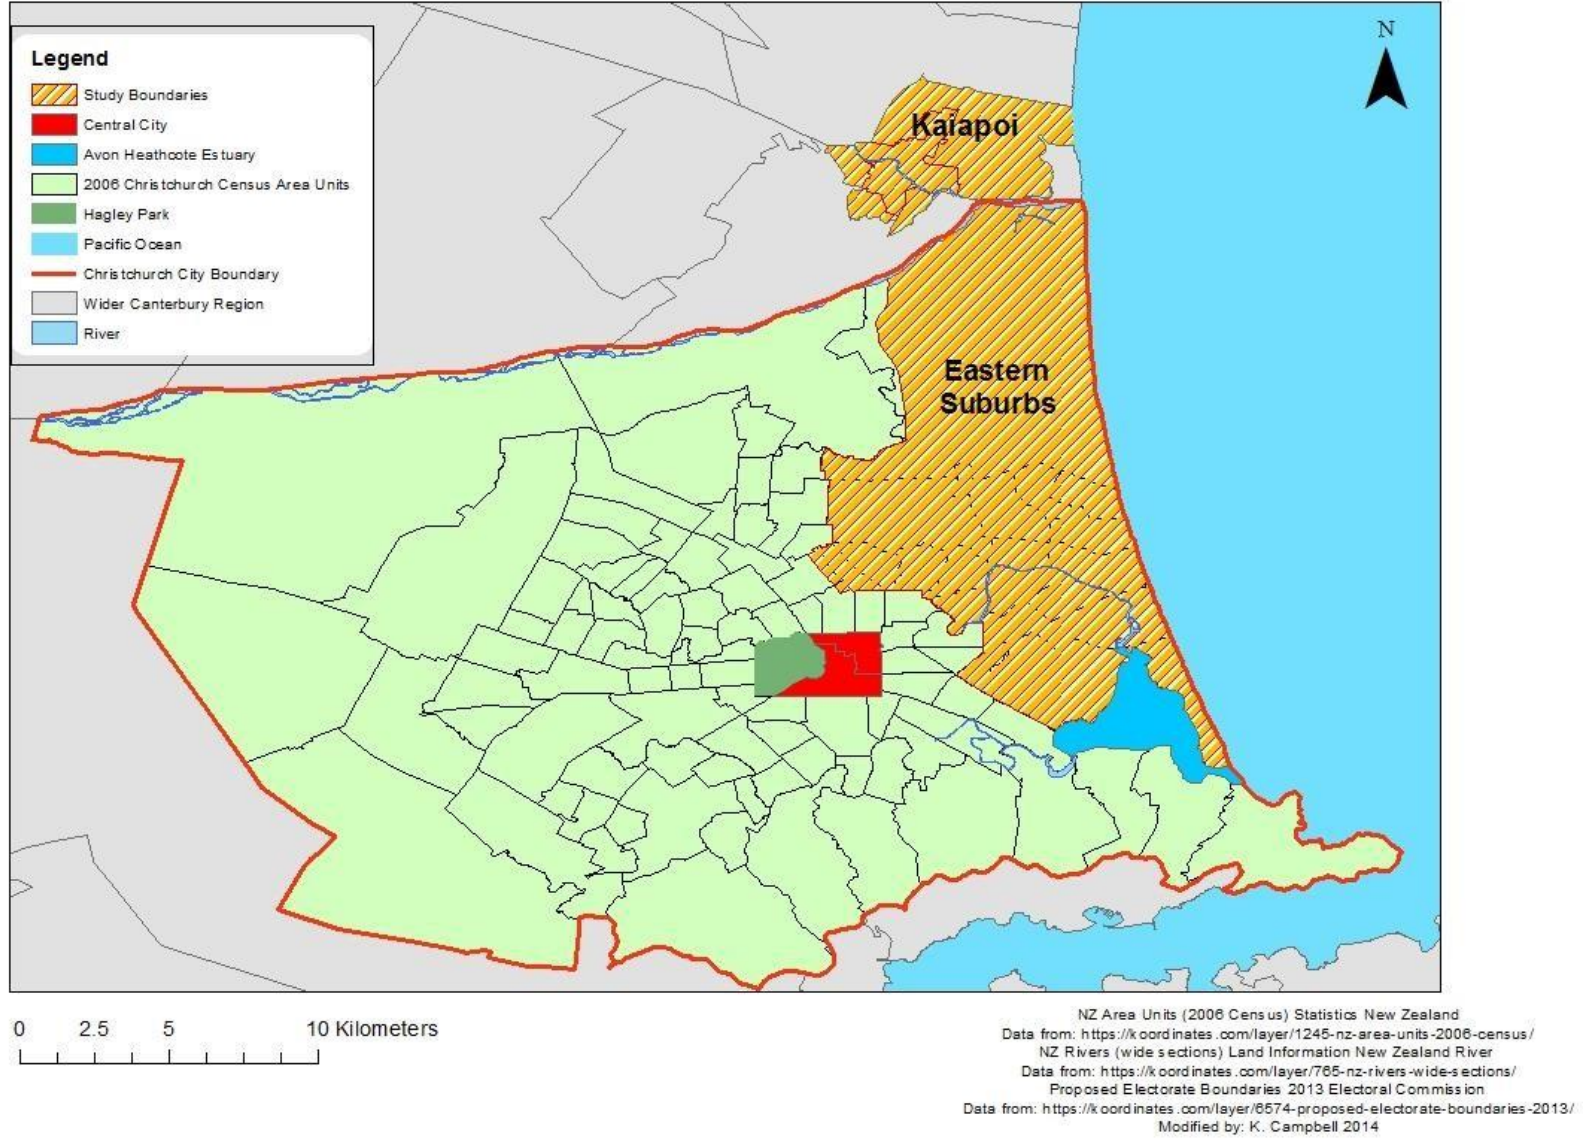 Legend
Study Boundaries
Central City
Avon Heathcote Estuary
2006 Christchurch Census Area Units
Hagley Park
Pacific Ocean
Christchurch City Boundary
Wider Canterbury Region
River
N
Kaiapoi
Eastern
Suburbs
0 2.5 5 10 Kilometers
NZ Area Units (2006 Census) Statistics New Zealand
Data from: https://koordinates.com/layer/1245-nz-area-units-2006-census/
NZ Rivers (wide sections) Land Information New Zealand River
Data from: https://koordinates.com/layer/765-nz-rivers-wide-sections/
Proposed Electorate Boundaries 2013 Electoral Commission
Data from: https://koordinates.com/layer/6574-proposed-electorate-boundaries-2013/
Modified by: K. Campbell 2014